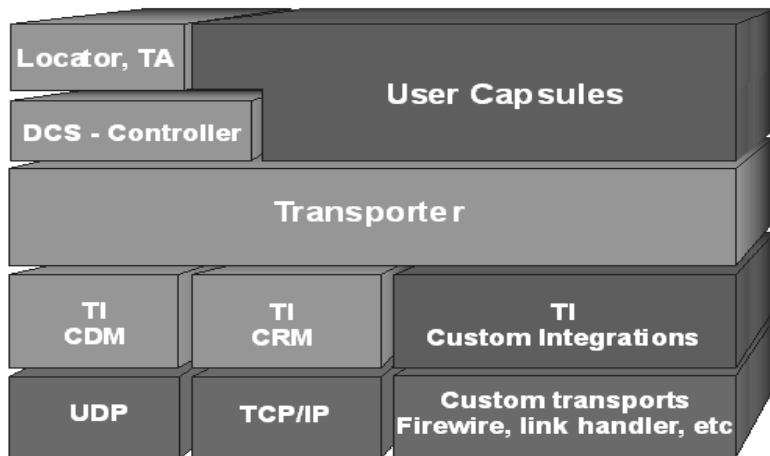 Locator, TA
User Capsules
DCS - Controller
Transporter
TI
CDM
TI
CRM
TI
Custom Integrations
UDP
TCP/IP
Custom transports
Firewire, link handler, etc